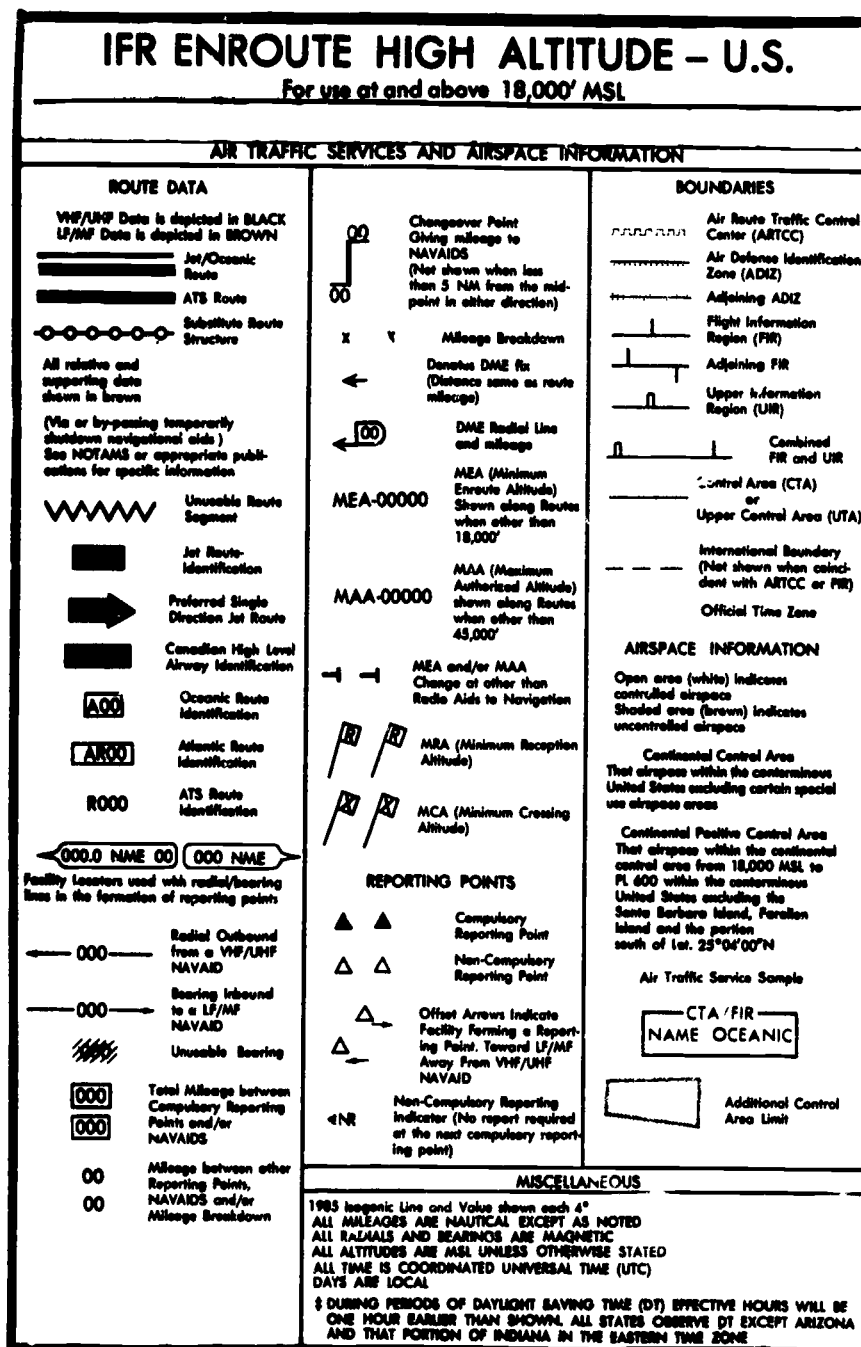 IFR ENROUTE HIGH ALTITUDE – U.S.
For use at and above 18,000' MSL
AIR TRAFFIC SERVICES AND AIRSPACE INFORMATION
ROUTE DATA
VHF/UHF Data is depicted in BLACK
LF/MF Data is depicted in BROWN
Jet/Oceanic
Route
ATS Route
Substitute Route
Structure
All relative and
supporting data
shown in brown
(Via or by-passing temporarily
shutdown navigational aids)
See NOTAMS or appropriate publi-
cations for specific information
Unusable Route
Segment
Jet Route-
Identification
Preferred Single
Direction Jet Route
Canadian High Level
Airway Identification
A00
Oceanic Route
Identification
AR00
Atlantic Route
Identification
R000
ATS Route
Identification
000.0 NME 00
000 NME
Facility Locators used with radial/bearing
lines in the formation of reporting points
000
Radial Outbound
from a VHF/UHF
NAVAID
000
Bearing Inbound
to a LF/MF
NAVAID
Unusable Bearing
000
000
Total Mileage between
Compulsory Reporting
Points and/or
NAVAIDS
00
00
Mileage between other
Reporting Points,
NAVAIDS and/or
Mileage Breakdown
00
00
Changeover Point
Giving mileage to
NAVAIDS
(Not shown when less
than 5 NM from the mid-
point in either direction)
x
Mileage Breakdown
Denotus DME fix
(Distance same as route
mileage)
00
DME Radial Line
and mileage
MEA-00000
MEA (Minimum
Enroute Altitude)
Shown along Routes
when other than
18,000'
MAA-00000
MAA (Maximum
Authorized Altitude)
shown along Routes
when other than
45,000'
MEA and/or MAA
Change at other than
Radio Aids to Navigation
R R
MRA (Minimum Reception
Altitude)
X X
MCA (Minimum Crossing
Altitude)
REPORTING POINTS
Compulsory
Reporting Point
Non-Compulsory
Reporting Point
Offset Arrows Indicate
Facility Forming a Report-
ing Point. Toward LF/MF
Away From VHF/UHF
NAVAID
NR
Non-Compulsory Reporting
Indicator (No report required
at the next compulsory report-
ing point)
BOUNDARIES
Air Route Traffic Control
Center (ARTCC)
Air Defense Identification
Zone (ADIZ)
Adjoining ADIZ
Flight Information
Region (FIR)
Adjoining FIR
Upper Information
Region (UIR)
Combined
FIR and UIR
Control Area (CTA)
or
Upper Control Area (UTA)
International Boundary
(Not shown when coinci-
dent with ARTCC or FIR)
Official Time Zone
AIRSPACE INFORMATION
Open area (white) indicates
controlled airspace
Shaded area (brown) indicates
uncontrolled airspace
Continental Control Area
That airspace within the conterminous
United States excluding certain special
use airspace areas
Continental Positive Control Area
That airspace within the continental
control area from 18,000 MSL to
FL 600 within the conterminous
United States excluding the
Santa Barbara Island, Farallon
Island and the portion
south of Lat. 25°04'00"N
Air Traffic Service Sample
CTA/FIR
NAME OCEANIC
Additional Control
Area Limit
MISCELLANEOUS
1985 Isogonic Line and Value shown each 4°
ALL MILEAGES ARE NAUTICAL EXCEPT AS NOTED
ALL RADIALS AND BEARINGS ARE MAGNETIC
ALL ALTITUDES ARE MSL UNLESS OTHERWISE STATED
ALL TIME IS COORDINATED UNIVERSAL TIME (UTC)
DAYS ARE LOCAL
‡ DURING PERIODS OF DAYLIGHT SAVING TIME (DT) EFFECTIVE HOURS WILL BE
ONE HOUR EARLIER THAN SHOWN. ALL STATES OBSERVE DT EXCEPT ARIZONA
AND THAT PORTION OF INDIANA IN THE EASTERN TIME ZONE